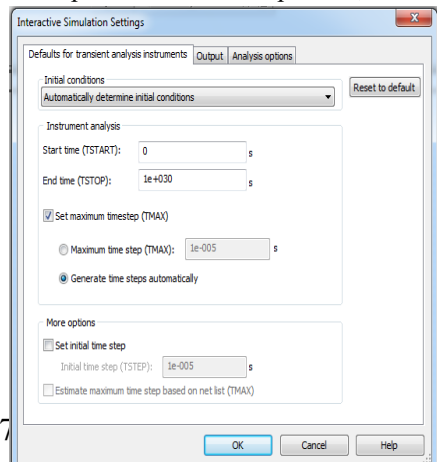 Interactive Simulation Settings
Defaults for transient analysis instruments Output Analysis options
Initial conditions
Automatically determine initial conditions
Reset to default
Instrument analysis
Start time (TSTART): 0 s
End time (TSTOP): 1e+030 s
Set maximum timestep (TMAX)
Maximum time step (TMAX): 1e-005 s
Generate time steps automatically
More options
Set initial time step
Initial time step (TSTEP): 1e-005 s
Estimate maximum time step based on net list (TMAX)
7
OK Cancel Help